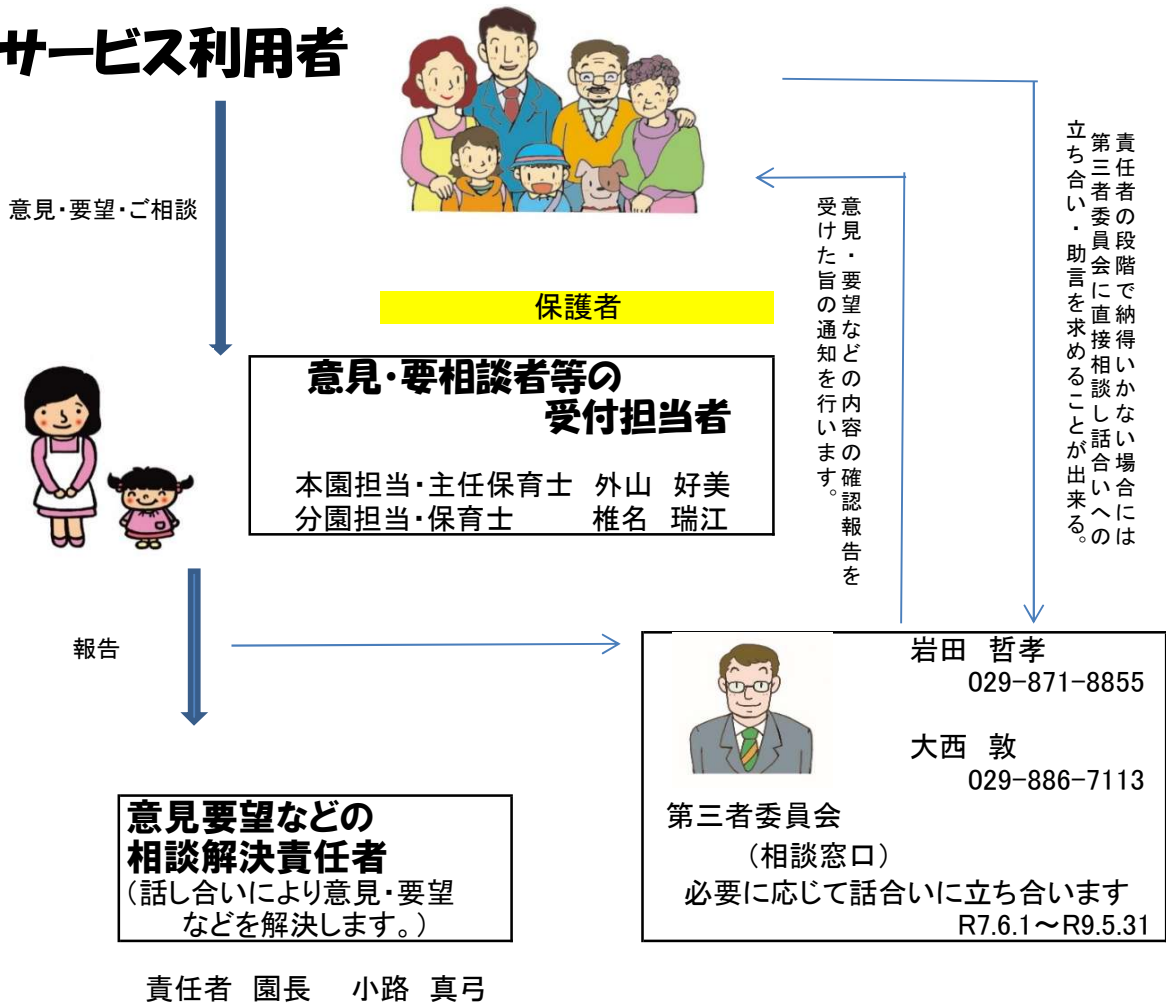 サービス利用者
意見・要望・ご相談
保護者
意見・要相談者等の
受付担当者
本園担当・主任保育士　外山　好美
分園担当・保育士　　　椎名　瑞江
責任者の段階で納得いかない場合には
第三者委員会に直接相談し話合いへの
立ち合い・助言を求めることが出来る。
意見・要望などの内容の確認報告を
受けた旨の通知を行います。
報告
岩田　哲孝
029-871-8855
大西　敦
029-886-7113
第三者委員会
（相談窓口）
必要に応じて話合いに立ち合います
R7.6.1～R9.5.31
意見要望などの
相談解決責任者
（話し合いにより意見・要望
などを解決します。）
責任者　園長　小路　真弓